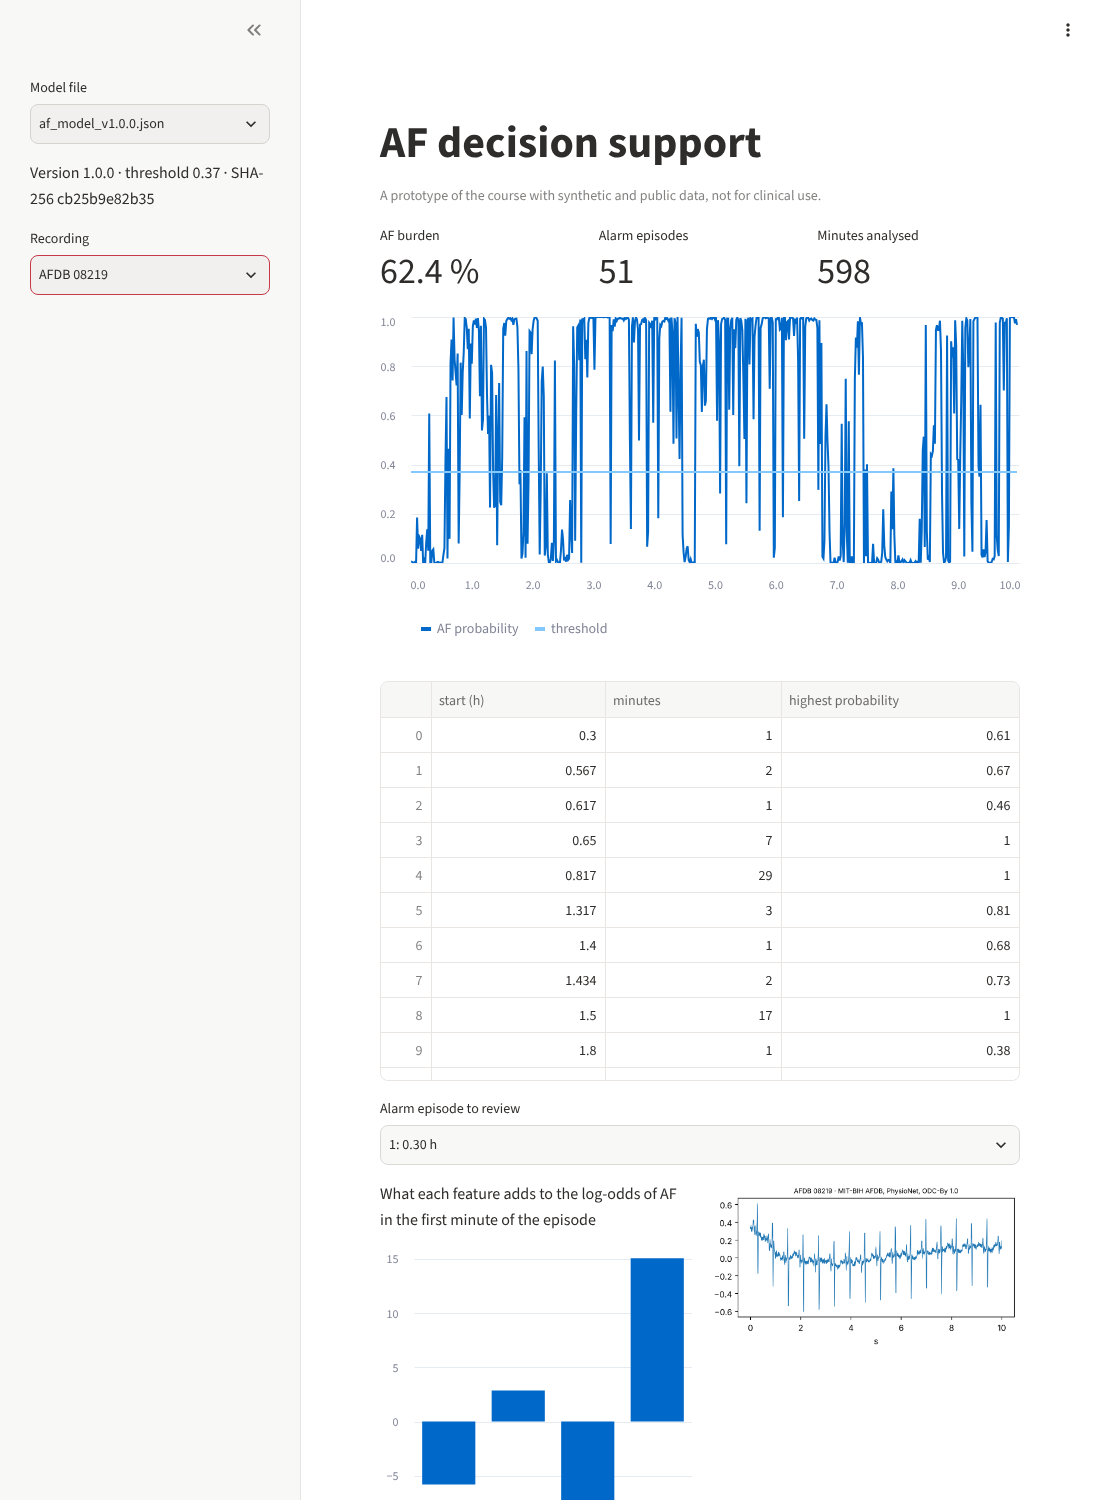 Model file
af_model_v1.0.0.json
Version 1.0.0 · threshold 0.37 · SHA-
256 cb25b9e82b35
Recording
AFDB 08219
AF decision support
A prototype of the course with synthetic and public data, not for clinical use.
AF burden Alarm episodes Minutes analysed
62.4 % 51 598
1.0
0.8
0.6
0.4
0.2
0.0
0.0 1.0 2.0 3.0 4.0 5.0 6.0 7.0 8.0 9.0 10.0
AF probability threshold
start (h) minutes highest probability
0 0.3 1 0.61
1 0.567 2 0.67
2 0.617 1 0.46
3 0.65 7 1
4 0.817 29 1
5 1.317 3 0.81
6 1.4 1 0.68
7 1.434 2 0.73
8 1.5 17 1
9 1.8 1 0.38
Alarm episode to review
1: 0.30 h
What each feature adds to the log-odds of AF
in the first minute of the episode
15
10
5
0
−5
AFDB 08219 · MIT-BIH AFDB, PhysioNet, ODC-By 1.0
0.6
0.4
0.2
0.0
−0.2
−0.4
−0.6
0 2 4 6 8 10
s